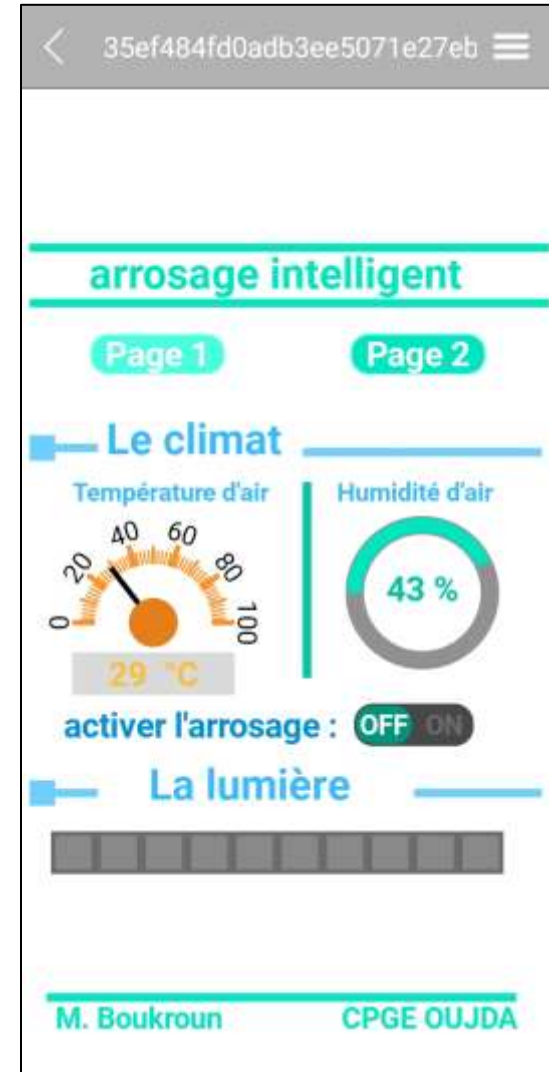 35ef484fd0adb3ee5071e27eb
arrosage intelligent
Page 1 Page 2
Le climat
Température d'air Humidité d'air
0 20 40 60 80 100
43 %
29 °C
activer l'arrosage : OFF ON
La lumière
M. Boukroun CPGE OUJDA